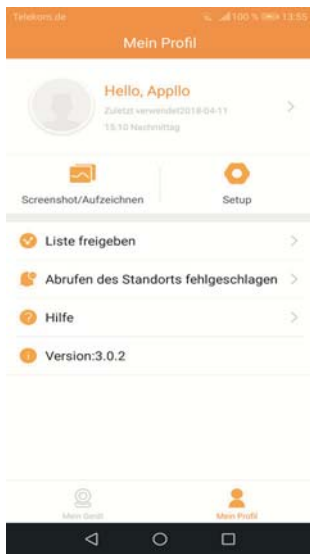 Telekom.de 100 % 13:55
Mein Profil
Hello, Appllo
Zuletzt verwendet2018-04-11
15:10 Nachmittag
Screenshot/Aufzeichnen
Setup
Liste freigeben
Abrufen des Standorts fehlgeschlagen
Hilfe
Version:3.0.2
Mein Gerät
Mein Profil